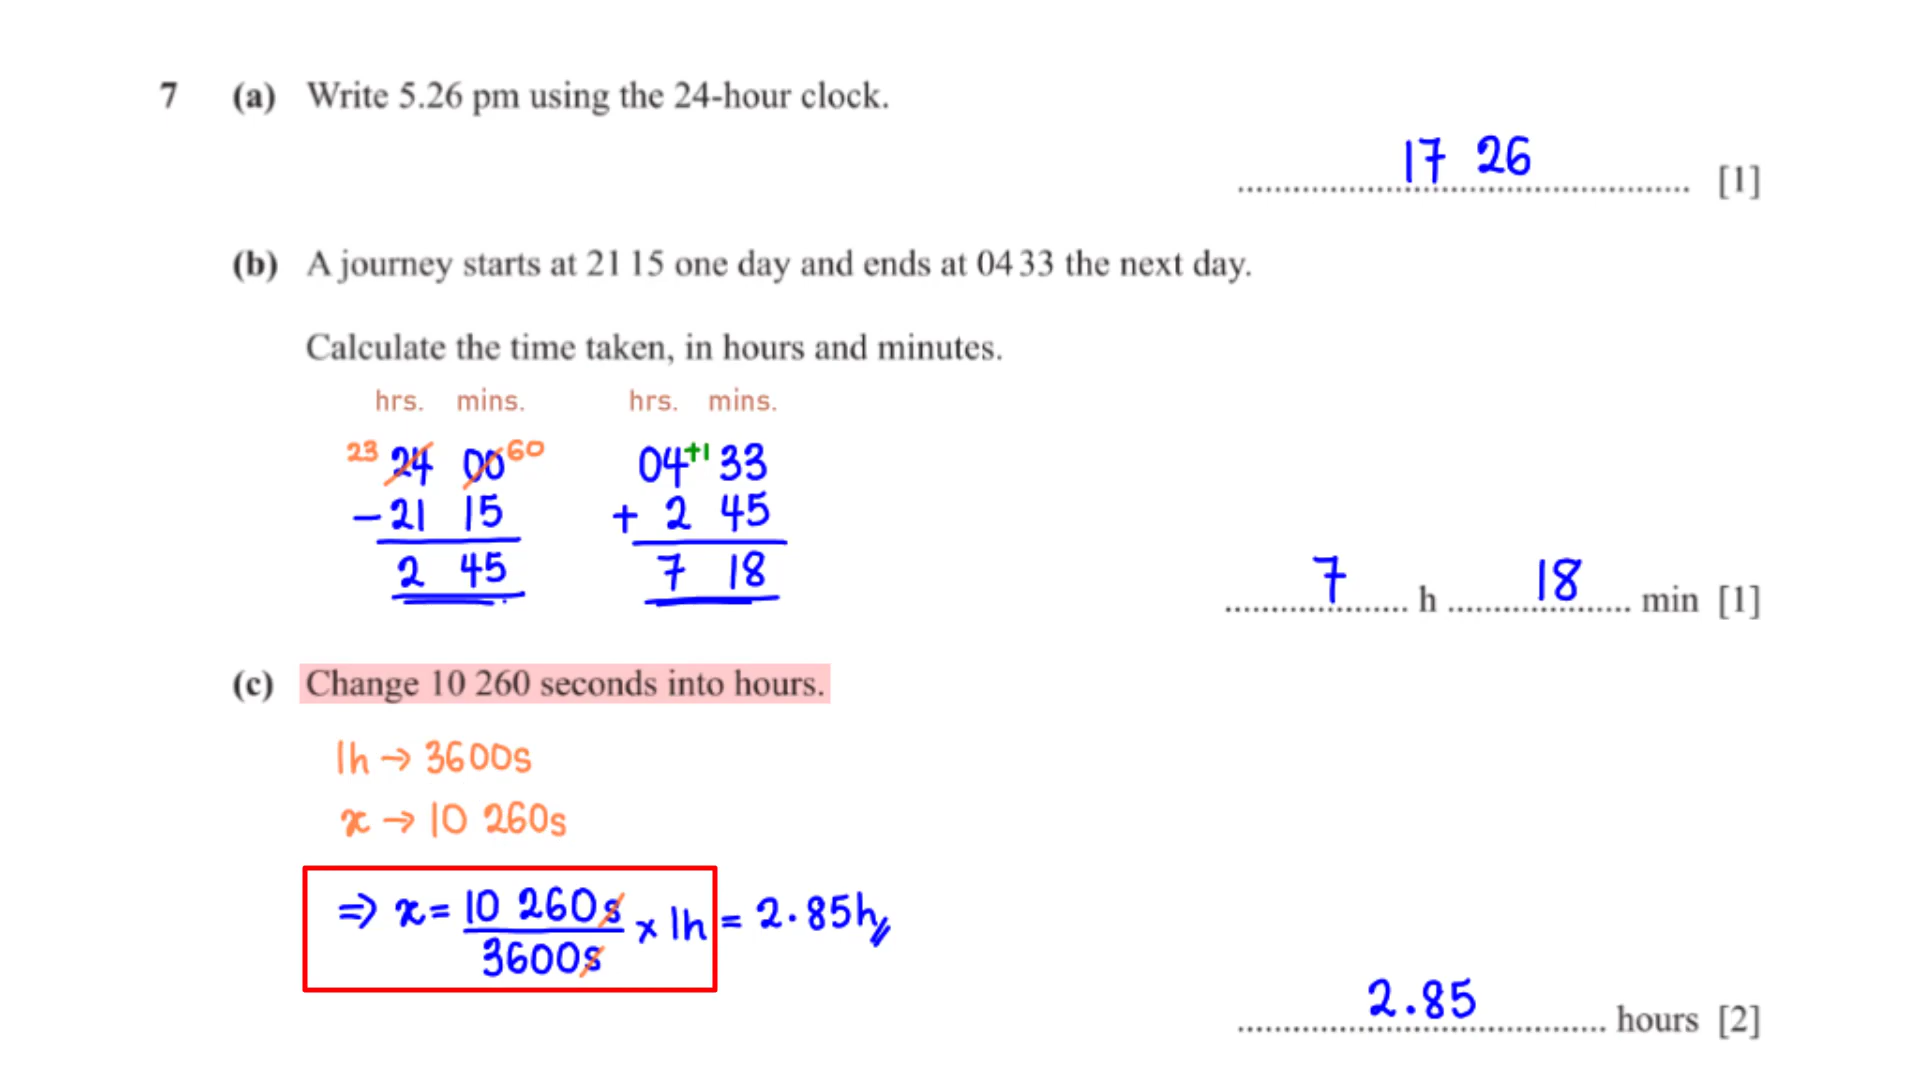 7 (a) Write 5.26 pm using the 24-hour clock.
17 26
........................................ [1]
(b) A journey starts at 21 15 one day and ends at 04 33 the next day.
Calculate the time taken, in hours and minutes.
hrs. mins. hrs. mins.
23 24 00 60 04 +1 33
- 21 15 + 2 45
2 45 7 18
7 h 18 min [1]
(c) Change 10 260 seconds into hours.
1h → 3600s
x → 10 260s
⇒ x = 10 260s / 3600s × 1h = 2.85h
2.85
........................................ hours [2]